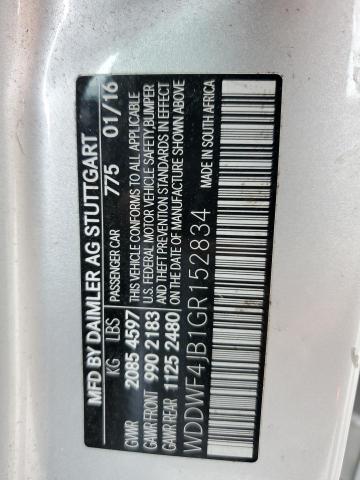 MFD BY DAIMLER AG STUTTGART
KG LBS PASSENGER CAR 775 01/16
GVWR 2085 4597 THIS VEHICLE CONFORMS TO ALL APPLICABLE
GAWR FRONT 990 2183 U.S. FEDERAL MOTOR VEHICLE SAFETY, BUMPER
GAWR REAR 1125 2480 AND THEFT PREVENTION STANDARDS IN EFFECT
ON THE DATE OF MANUFACTURE SHOWN ABOVE
WDDWF4JB1GR152834 MADE IN SOUTH AFRICA